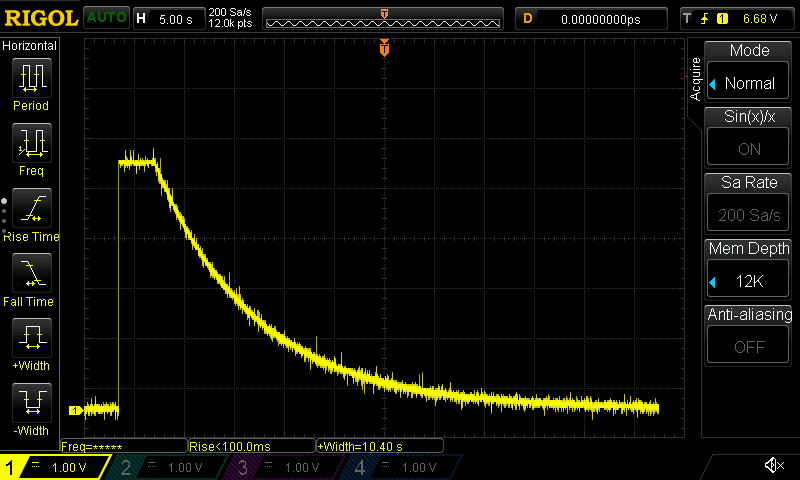 RIGOL AUTO H 5.00 s 200 Sa/s 12.0k pts T D 0.00000000ps T 1 6.68 V
Horizontal
T
Period
Freq
Rise Time
Fall Time
+Width
-Width
1
Acquire
Mode
Normal
Sin(x)/x
ON
Sa Rate
200 Sa/s
Mem Depth
12K
Anti-aliasing
OFF
Freq=***** Rise<100.0ms +Width=10.40 s
1 1.00 V 2 1.00 V 3 1.00 V 4 1.00 V